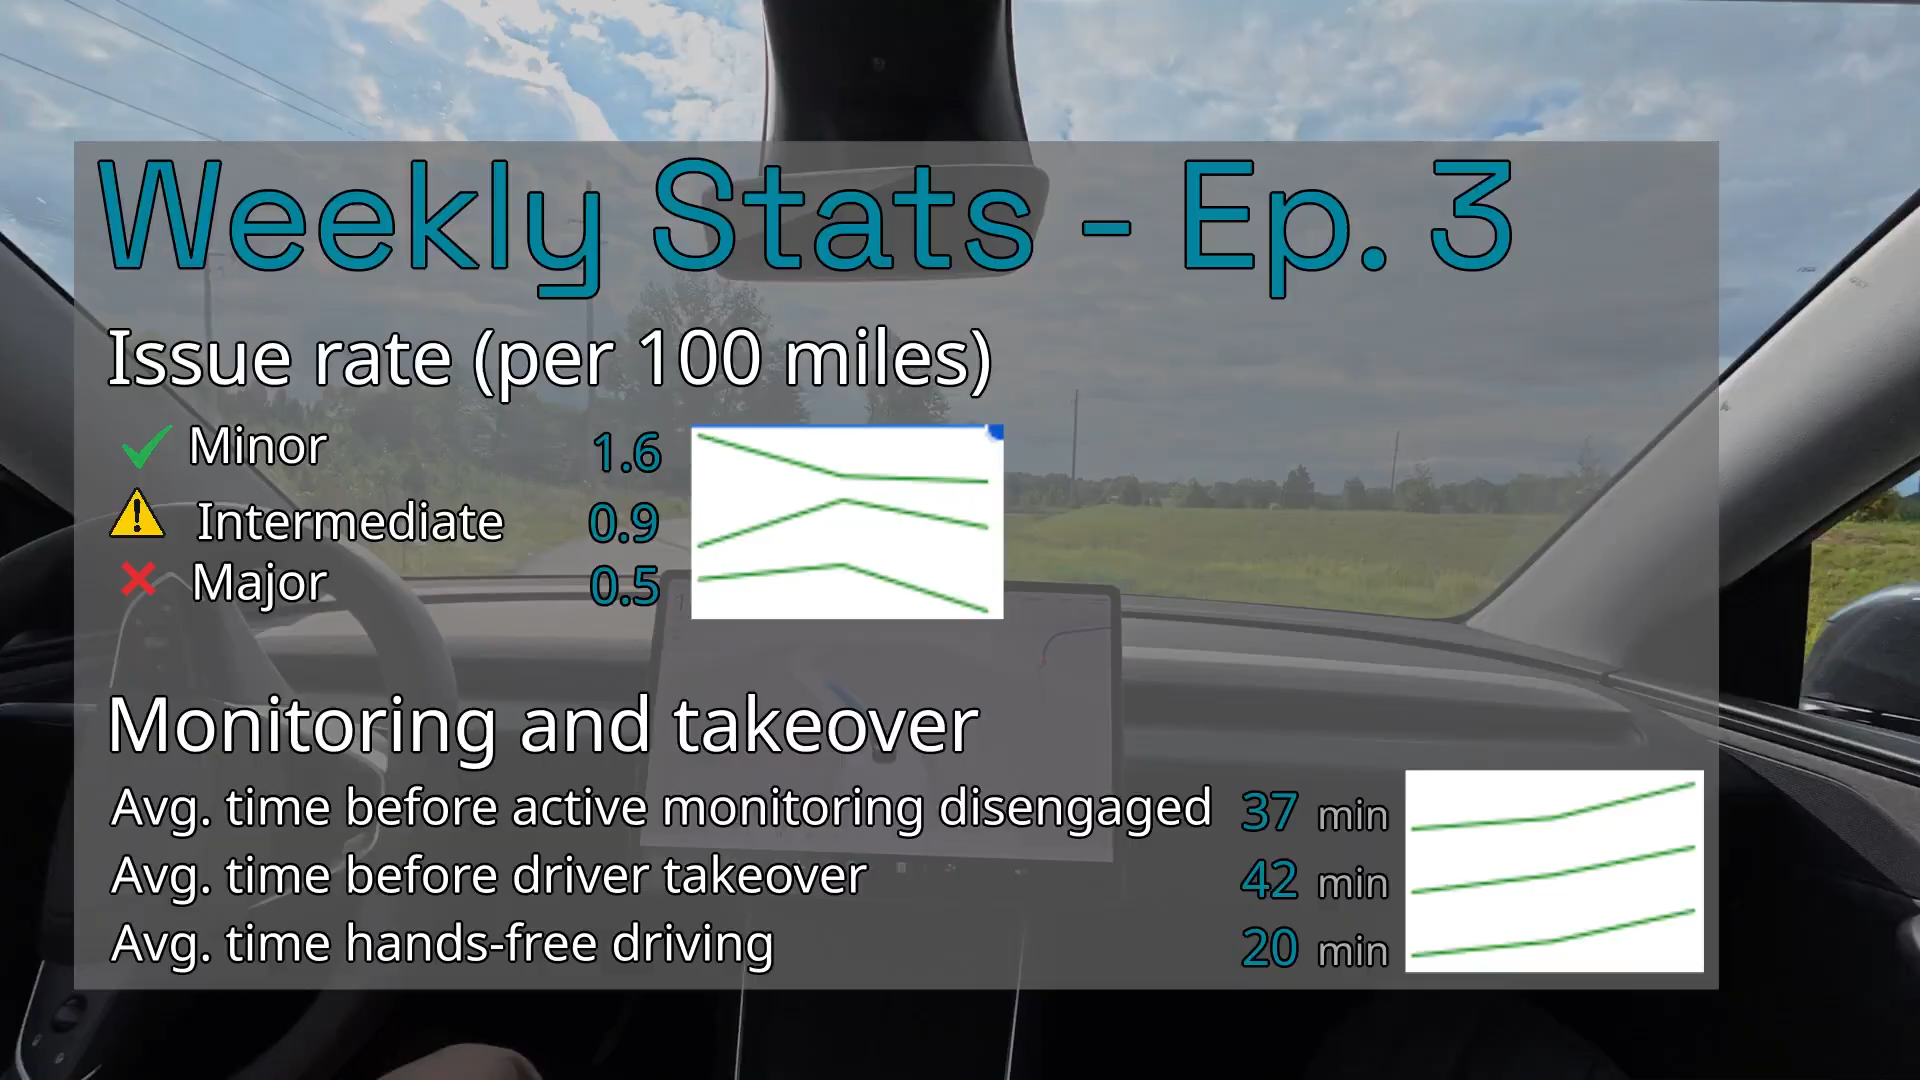 Weekly Stats - Ep. 3
Issue rate (per 100 miles)
Minor 1.6
Intermediate 0.9
Major 0.5
Monitoring and takeover
Avg. time before active monitoring disengaged 37 min
Avg. time before driver takeover 42 min
Avg. time hands-free driving 20 min